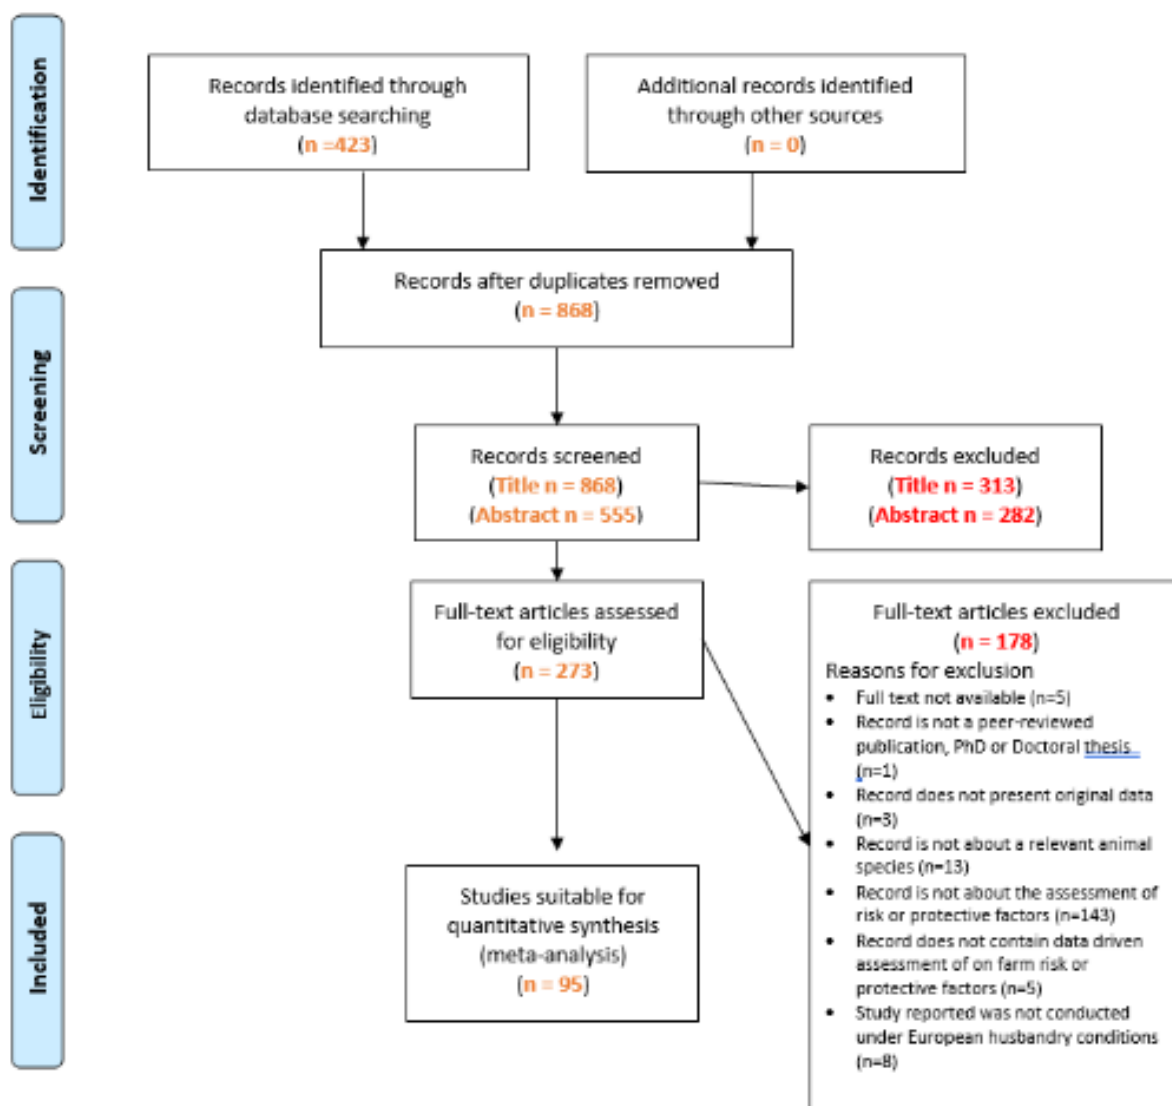 Identification
Records identified through
database searching
(n =423)
Additional records identified
through other sources
(n = 0)
Records after duplicates removed
(n = 868)
Screening
Records screened
(Title n = 868)
(Abstract n = 555)
Records excluded
(Title n = 313)
(Abstract n = 282)
Eligibility
Full-text articles assessed
for eligibility
(n = 273)
Full-text articles excluded
(n = 178)
Reasons for exclusion
• Full text not available (n=5)
• Record is not a peer-reviewed
publication, PhD or Doctoral thesis
(n=1)
• Record does not present original data
(n=3)
• Record is not about a relevant animal
species (n=13)
• Record is not about the assessment of
risk or protective factors (n=143)
• Record does not contain data driven
assessment of on farm risk or
protective factors (n=5)
• Study reported was not conducted
under European husbandry conditions
(n=8)
Included
Studies suitable for
quantitative synthesis
(meta-analysis)
(n = 95)